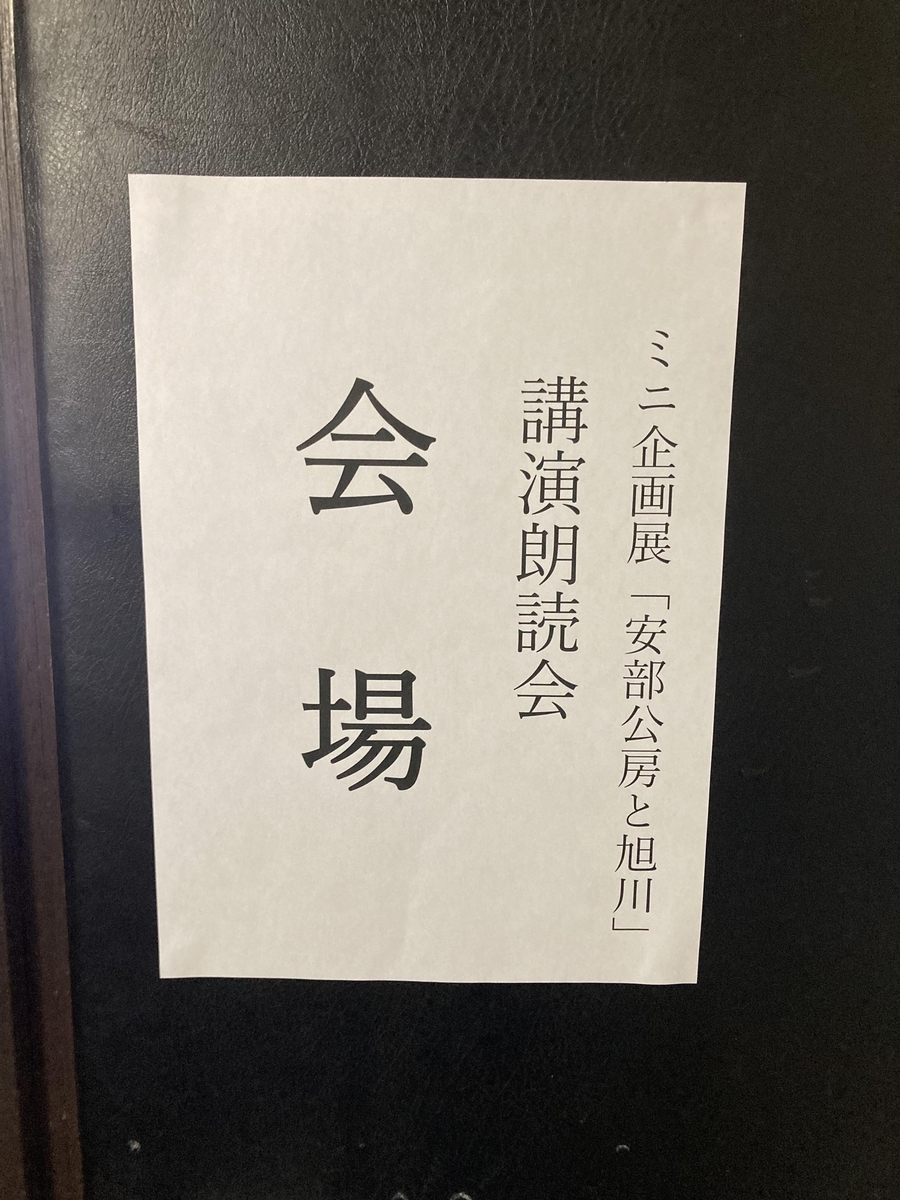 ミニ企画展「安部公房と旭川」
講演朗読会
会場